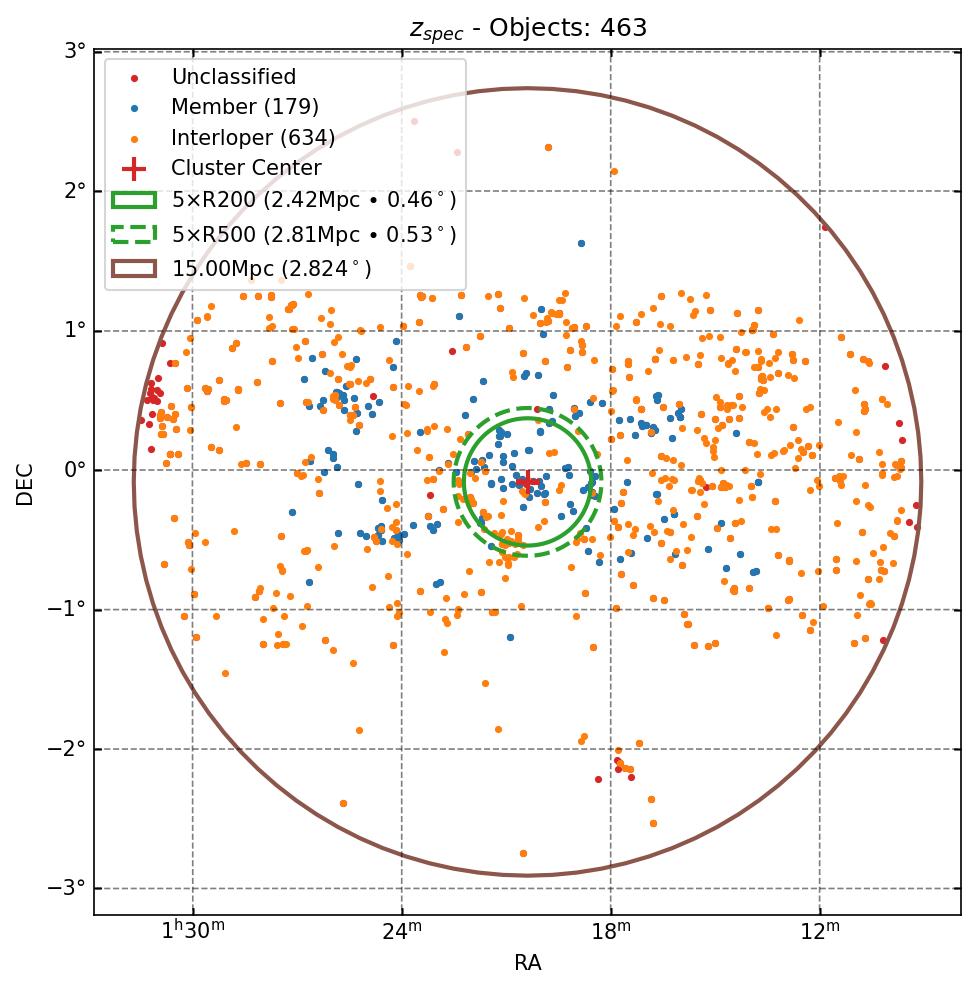 z_spec - Objects: 463
Unclassified
Member (179)
Interloper (634)
Cluster Center
5×R200 (2.42Mpc • 0.46°)
5×R500 (2.81Mpc • 0.53°)
15.00Mpc (2.824°)
3°
2°
1°
0°
−1°
−2°
−3°
DEC
1ʰ30ᵐ
24ᵐ
18ᵐ
12ᵐ
RA